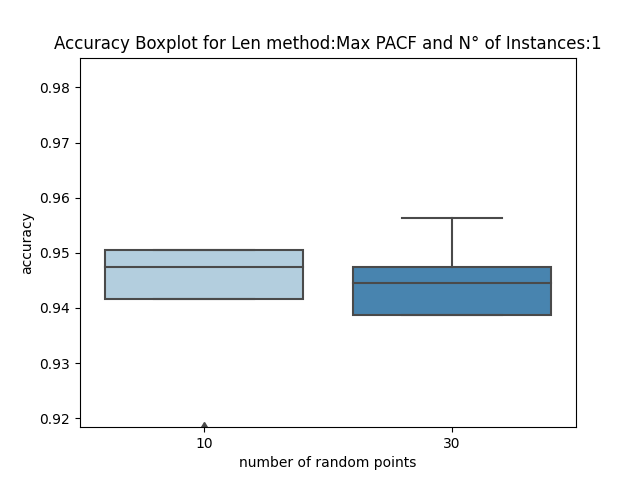 Accuracy Boxplot for Len method:Max PACF and N° of Instances:1
0.98
0.97
0.96
0.95
0.94
0.93
0.92
accuracy
10 30
number of random points